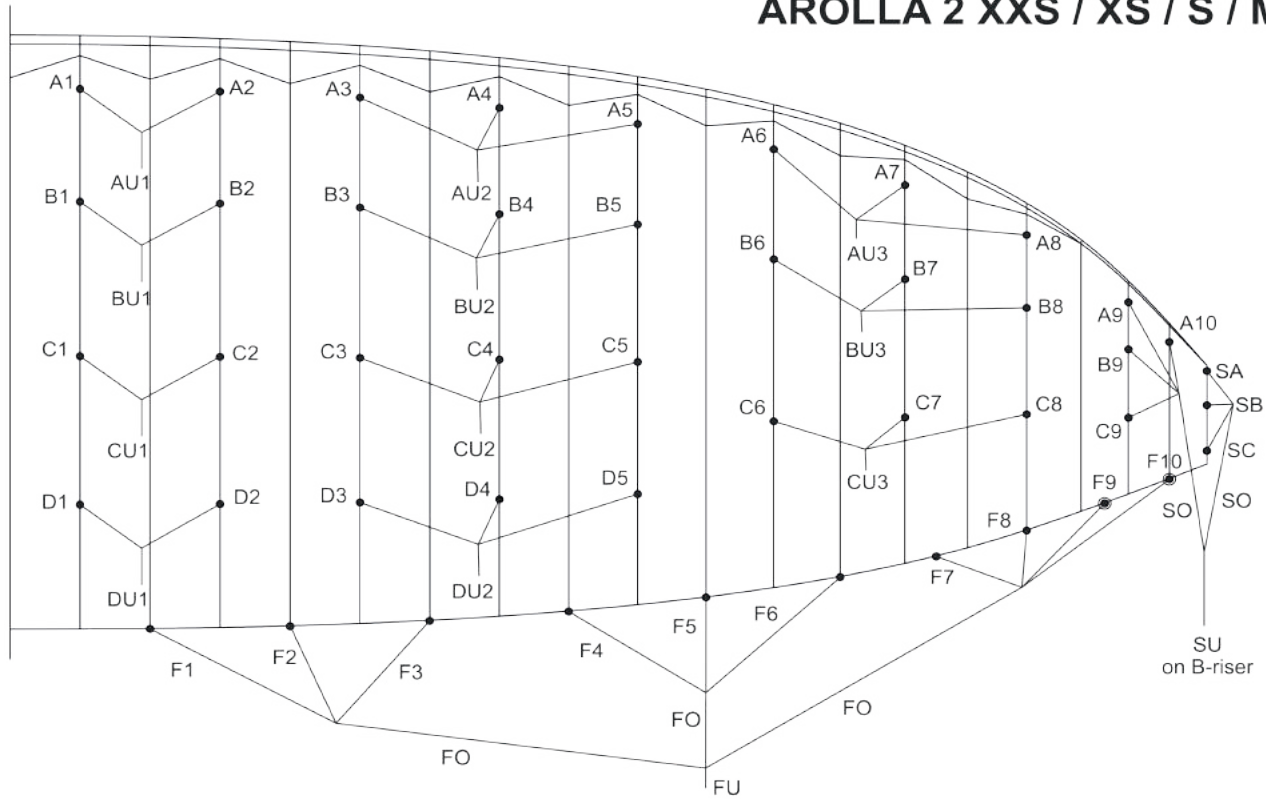 AROLLA 2 XXS / XS / S / M
A1
A2
A3
A4
A5
A6
A7
AU1
AU2
AU3
A8
B1
B2
B3
B4
B5
B6
B7
B8
BU1
BU2
BU3
A9
A10
B9
SA
SB
C1
C2
C3
C4
C5
C6
C7
C8
C9
SC
CU1
CU2
CU3
D1
D2
D3
D4
D5
F8
F9
F10
SO
SO
DU1
DU2
F1
F2
F3
F4
F5
F6
F7
FO
FO
FO
FU
SU
on B-riser